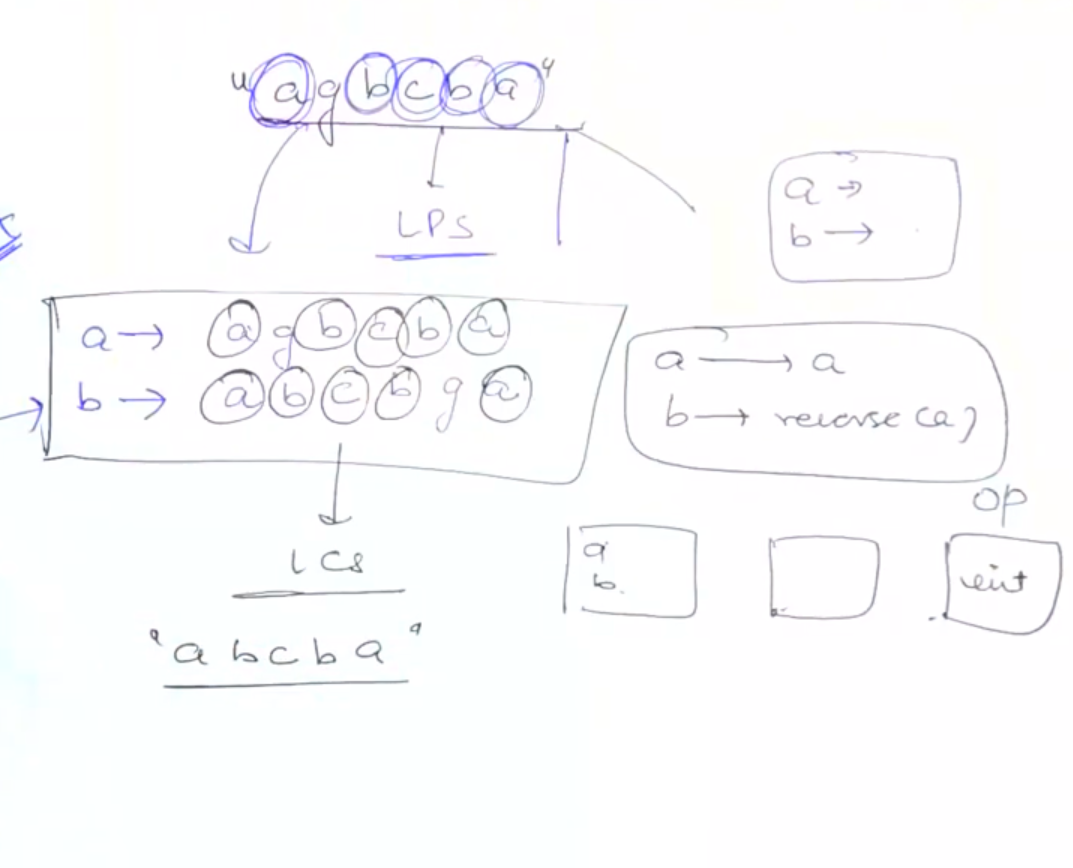 "agbcba"
LPS
a →
b →
a → agbcba
b → abcbga
a → a
b → reverse(a)
LCS
"abcba"
a
b.
OP
int